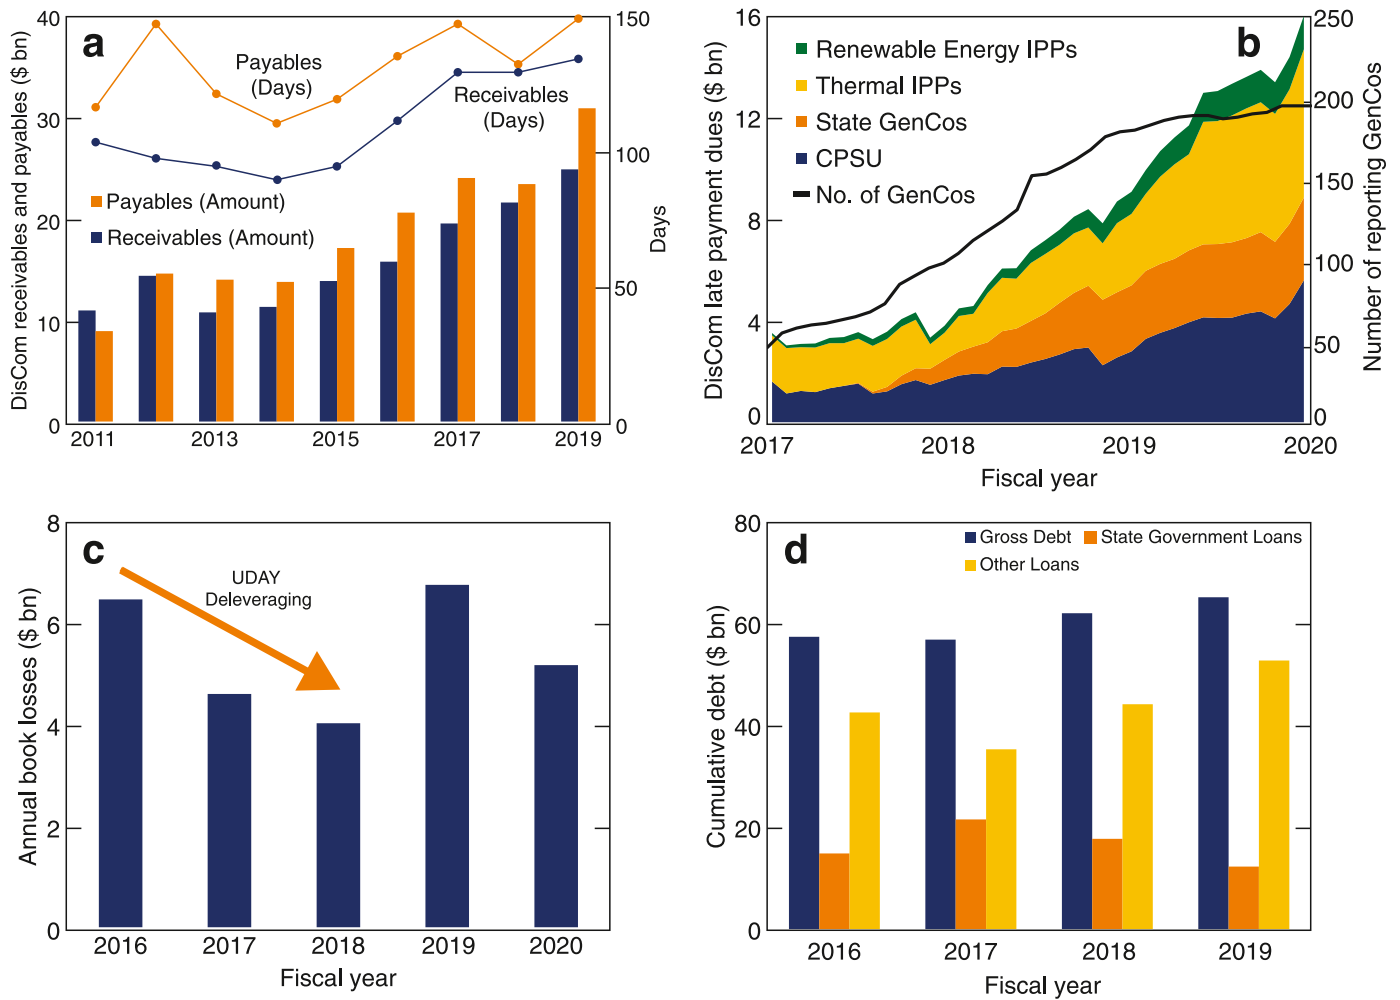 a
DisCom receivables and payables ($ bn)
40
30
20
10
0
150
100
50
0
Days
Payables
(Days)
Receivables
(Days)
Payables (Amount)
Receivables (Amount)
2011
2013
2015
2017
2019
b
DisCom late payment dues ($ bn)
16
12
8
4
0
250
200
150
100
50
0
Number of reporting GenCos
Renewable Energy IPPs
Thermal IPPs
State GenCos
CPSU
No. of GenCos
2017
2018
2019
2020
Fiscal year
c
Annual book losses ($ bn)
8
6
4
2
0
UDAY
Deleveraging
2016
2017
2018
2019
2020
Fiscal year
d
Cumulative debt ($ bn)
80
60
40
20
0
Gross Debt
State Government Loans
Other Loans
2016
2017
2018
2019
Fiscal year